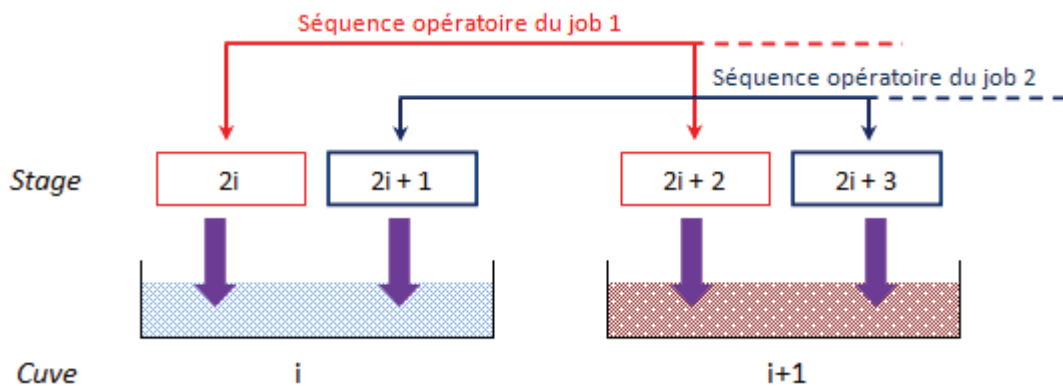 Séquence opératoire du job 1
Séquence opératoire du job 2
Stage 2i 2i + 1 2i + 2 2i + 3
Cuve i i+1